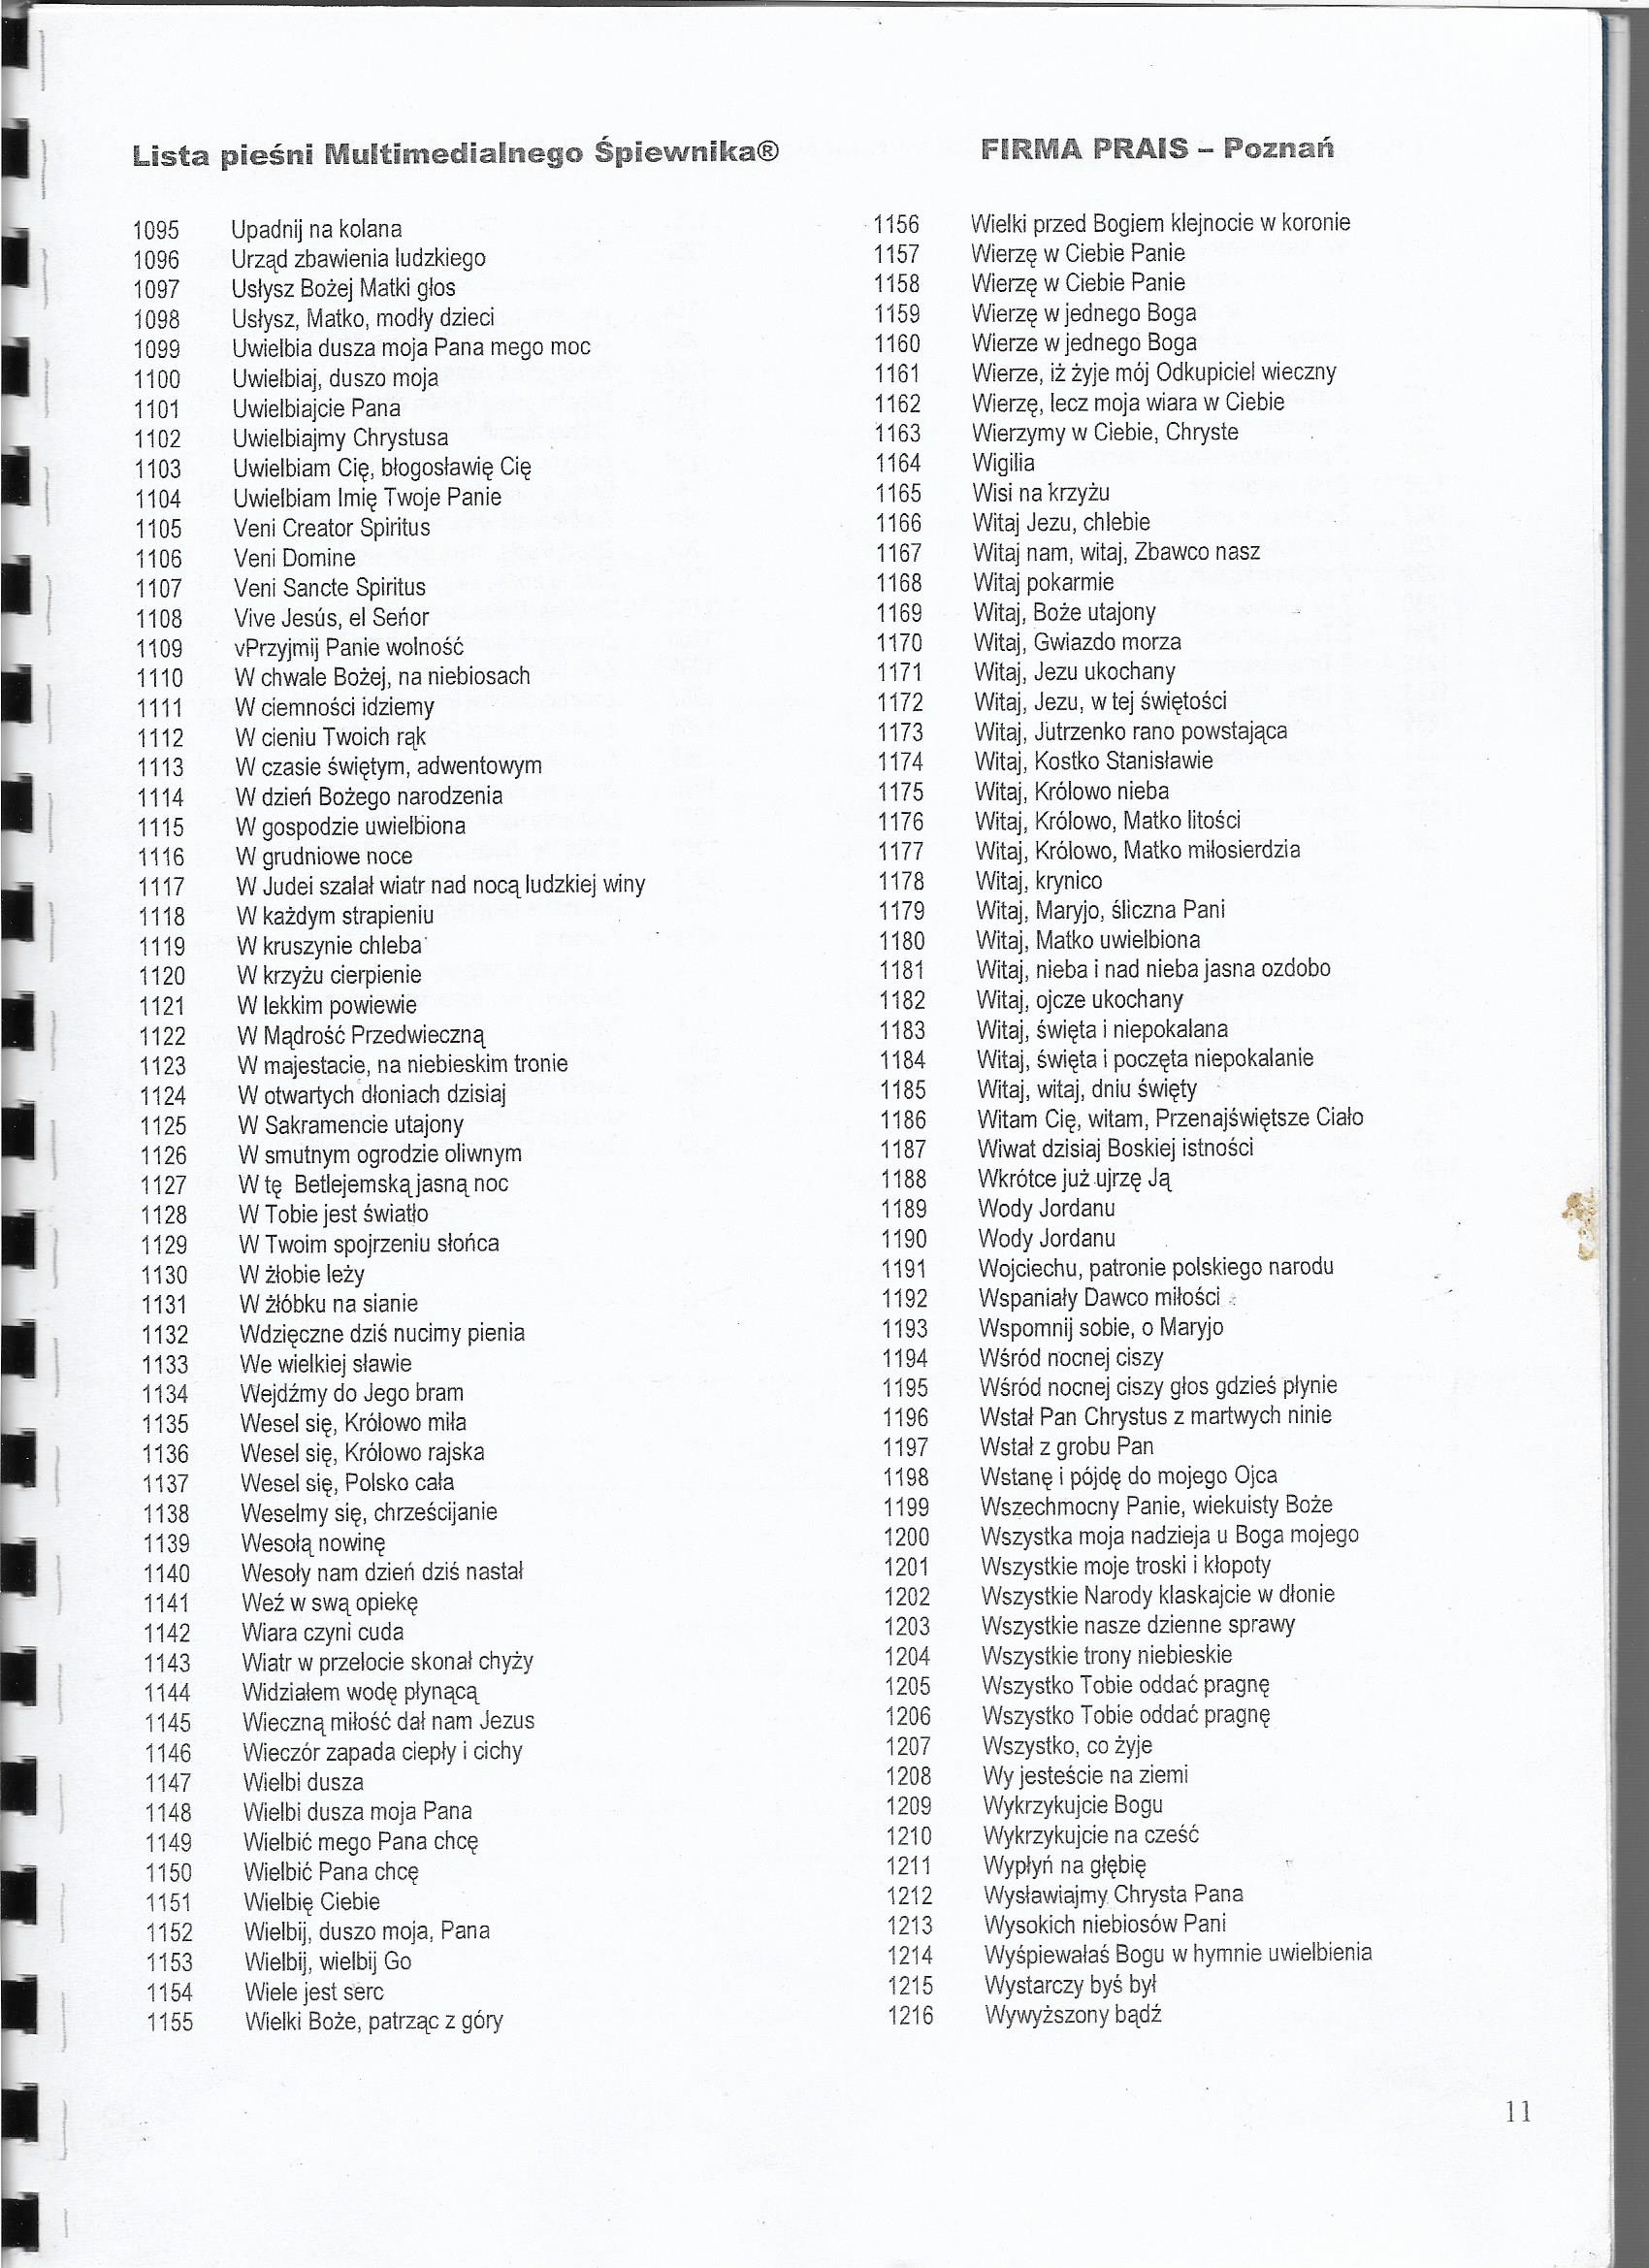 Lista pieśni Multimedialnego Śpiewnika®
FIRMA PRAIS – Poznań
1095 Upadnij na kolana
1096 Urząd zbawienia ludzkiego
1097 Usłysz Bożej Matki głos
1098 Usłysz, Matko, modły dzieci
1099 Uwielbia dusza moja Pana mego moc
1100 Uwielbiaj, duszo moja
1101 Uwielbiajcie Pana
1102 Uwielbiajmy Chrystusa
1103 Uwielbiam Cię, błogosławię Cię
1104 Uwielbiam Imię Twoje Panie
1105 Veni Creator Spiritus
1106 Veni Domine
1107 Veni Sancte Spiritus
1108 Vive Jesús, el Seńor
1109 vPrzyjmij Panie wolność
1110 W chwale Bożej, na niebiosach
1111 W ciemności idziemy
1112 W cieniu Twoich rąk
1113 W czasie świętym, adwentowym
1114 W dzień Bożego narodzenia
1115 W gospodzie uwielbiona
1116 W grudniowe noce
1117 W Judei szalał wiatr nad nocą ludzkiej winy
1118 W każdym strapieniu
1119 W kruszynie chleba
1120 W krzyżu cierpienie
1121 W lekkim powiewie
1122 W Mądrość Przedwieczną
1123 W majestacie, na niebieskim tronie
1124 W otwartych dłoniach dzisiaj
1125 W Sakramencie utajony
1126 W smutnym ogrodzie oliwnym
1127 W tę Betlejemską jasną noc
1128 W Tobie jest światło
1129 W Twoim spojrzeniu słońca
1130 W żłobie leży
1131 W żłóbku na sianie
1132 Wdzięczne dziś nucimy pienia
1133 We wielkiej sławie
1134 Wejdźmy do Jego bram
1135 Wesel się, Królowo miła
1136 Wesel się, Królowo rajska
1137 Wesel się, Polsko cała
1138 Weselmy się, chrześcijanie
1139 Wesołą nowinę
1140 Wesoły nam dzień dziś nastał
1141 Weź w swą opiekę
1142 Wiara czyni cuda
1143 Wiatr w przelocie skonał chyży
1144 Widziałem wodę płynącą
1145 Wieczną miłość dał nam Jezus
1146 Wieczór zapada ciepły i cichy
1147 Wielbi dusza
1148 Wielbi dusza moja Pana
1149 Wielbić mego Pana chcę
1150 Wielbić Pana chcę
1151 Wielbię Ciebie
1152 Wielbij, duszo moja, Pana
1153 Wielbij, wielbij Go
1154 Wiele jest serc
1155 Wielki Boże, patrząc z góry
1156 Wielki przed Bogiem klejnocie w koronie
1157 Wierzę w Ciebie Panie
1158 Wierzę w Ciebie Panie
1159 Wierzę w jednego Boga
1160 Wierze w jednego Boga
1161 Wierze, iż żyje mój Odkupiciel wieczny
1162 Wierzę, lecz moja wiara w Ciebie
1163 Wierzymy w Ciebie, Chryste
1164 Wigilia
1165 Wisi na krzyżu
1166 Witaj Jezu, chlebie
1167 Witaj nam, witaj, Zbawco nasz
1168 Witaj pokarmie
1169 Witaj, Boże utajony
1170 Witaj, Gwiazdo morza
1171 Witaj, Jezu ukochany
1172 Witaj, Jezu, w tej świętości
1173 Witaj, Jutrzenko rano powstająca
1174 Witaj, Kostko Stanisławie
1175 Witaj, Królowo nieba
1176 Witaj, Królowo, Matko litości
1177 Witaj, Królowo, Matko miłosierdzia
1178 Witaj, krynico
1179 Witaj, Maryjo, śliczna Pani
1180 Witaj, Matko uwielbiona
1181 Witaj, nieba i nad nieba jasna ozdobo
1182 Witaj, ojcze ukochany
1183 Witaj, święta i niepokalana
1184 Witaj, święta i poczęta niepokalanie
1185 Witaj, witaj, dniu święty
1186 Witam Cię, witam, Przenajświętsze Ciało
1187 Wiwat dzisiaj Boskiej istności
1188 Wkrótce już ujrzę Ją
1189 Wody Jordanu
1190 Wody Jordanu
1191 Wojciechu, patronie polskiego narodu
1192 Wspaniały Dawco miłości
1193 Wspomnij sobie, o Maryjo
1194 Wśród nocnej ciszy
1195 Wśród nocnej ciszy głos gdzieś płynie
1196 Wstał Pan Chrystus z martwych ninie
1197 Wstał z grobu Pan
1198 Wstanę i pójdę do mojego Ojca
1199 Wszechmocny Panie, wiekuisty Boże
1200 Wszystka moja nadzieja u Boga mojego
1201 Wszystkie moje troski i kłopoty
1202 Wszystkie Narody klaskajcie w dłonie
1203 Wszystkie nasze dzienne sprawy
1204 Wszystkie trony niebieskie
1205 Wszystko Tobie oddać pragnę
1206 Wszystko Tobie oddać pragnę
1207 Wszystko, co żyje
1208 Wy jesteście na ziemi
1209 Wykrzykujcie Bogu
1210 Wykrzykujcie na cześć
1211 Wypłyń na głębię
1212 Wysławiajmy Chrysta Pana
1213 Wysokich niebiosów Pani
1214 Wyśpiewałaś Bogu w hymnie uwielbienia
1215 Wystarczy byś był
1216 Wywyższony bądź
11